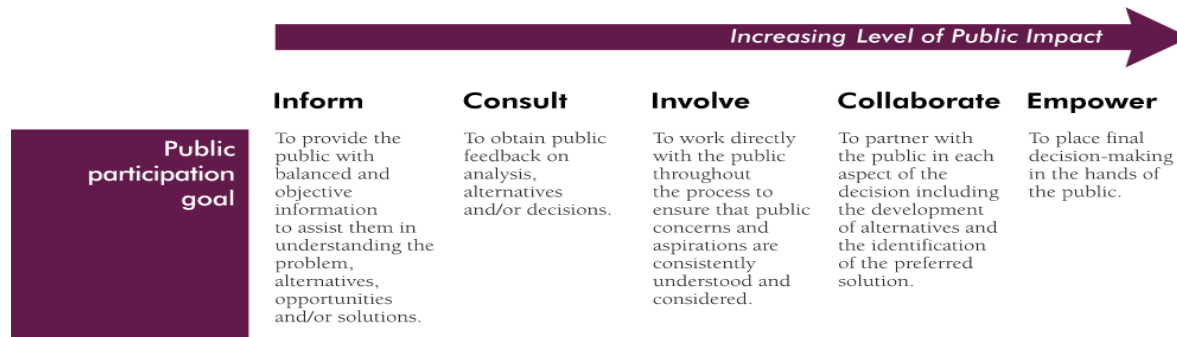 Increasing Level of Public Impact
Inform
Consult
Involve
Collaborate
Empower
Public
participation
goal
To provide the
public with
balanced and
objective
information
to assist them in
understanding the
problem,
alternatives,
opportunities
and/or solutions.
To obtain public
feedback on
analysis,
alternatives
and/or decisions.
To work directly
with the public
throughout
the process to
ensure that public
concerns and
aspirations are
consistently
understood and
considered.
To partner with
the public in each
aspect of the
decision including
the development
of alternatives and
the identification
of the preferred
solution.
To place final
decision-making
in the hands of
the public.